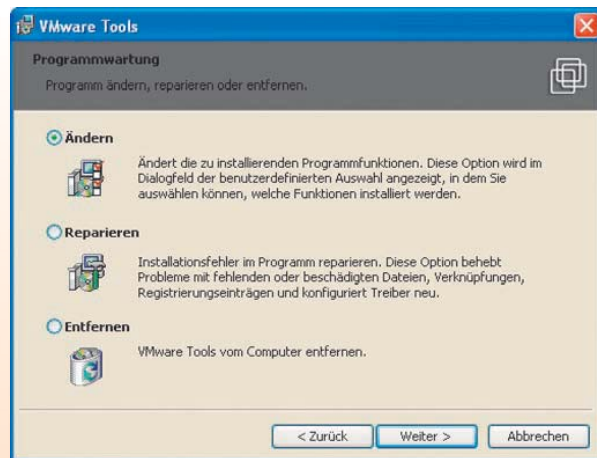 VMware Tools
Programmwartung
Programm ändern, reparieren oder entfernen.
Ändern
Ändert die zu installierenden Programmfunktionen. Diese Option wird im
Dialogfeld der benutzerdefinierten Auswahl angezeigt, in dem Sie
auswählen können, welche Funktionen installiert werden.
Reparieren
Installationsfehler im Programm reparieren. Diese Option behebt
Probleme mit fehlenden oder beschädigten Dateien, Verknüpfungen,
Registrierungseinträgen und konfiguriert Treiber neu.
Entfernen
VMware Tools vom Computer entfernen.
< Zurück Weiter > Abbrechen